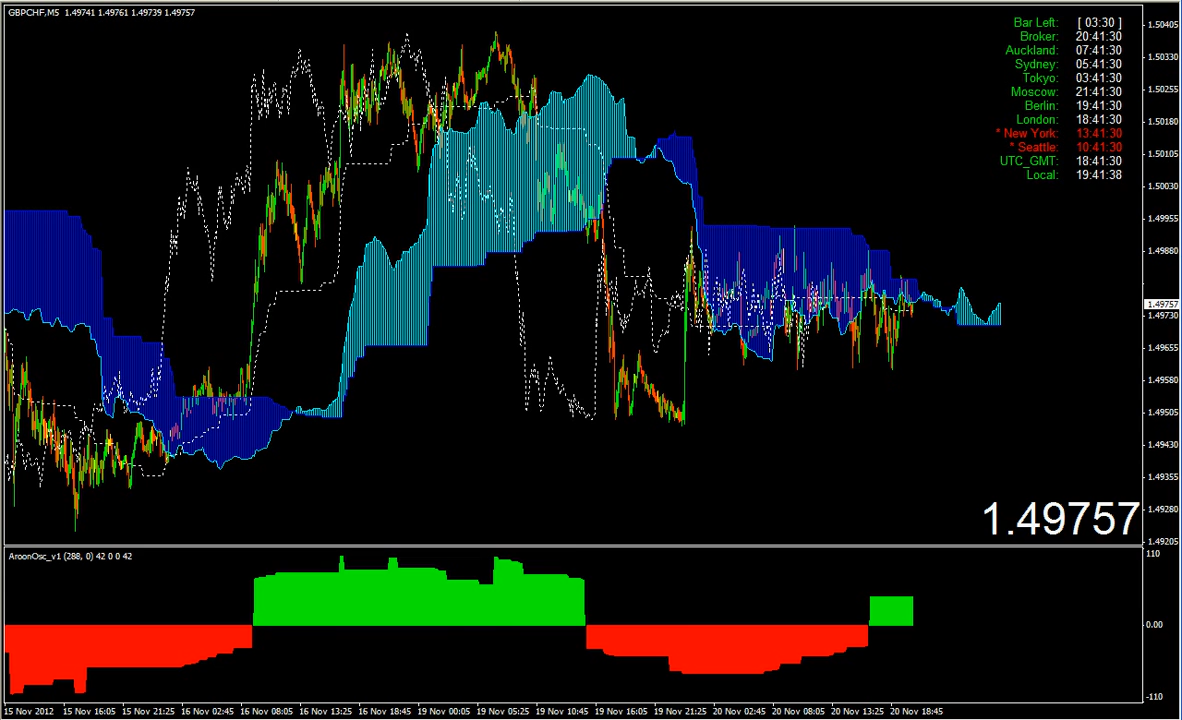 GBPCHF,M5 1.49741 1.49761 1.49739 1.49757
Bar Left: [ 03:30 ]
Broker: 20:41:30
Auckland: 07:41:30
Sydney: 05:41:30
Tokyo: 03:41:30
Moscow: 21:41:30
Berlin: 19:41:30
London: 18:41:30
* New York: 13:41:30
* Seattle: 10:41:30
UTC_GMT: 18:41:30
Local: 19:41:38
1.50405
1.50330
1.50255
1.50180
1.50105
1.50030
1.49955
1.49880
1.49757
1.49730
1.49655
1.49580
1.49505
1.49430
1.49355
1.49280
1.49205
1.49757
AroonOsc_v1 (288, 0) 42 0 0 42
110
0.00
-110
15 Nov 2012 15 Nov 16:05 15 Nov 21:25 16 Nov 02:45 16 Nov 08:05 16 Nov 13:25 16 Nov 18:45 19 Nov 00:05 19 Nov 05:25 19 Nov 10:45 19 Nov 16:05 19 Nov 21:25 20 Nov 02:45 20 Nov 08:05 20 Nov 13:25 20 Nov 18:45